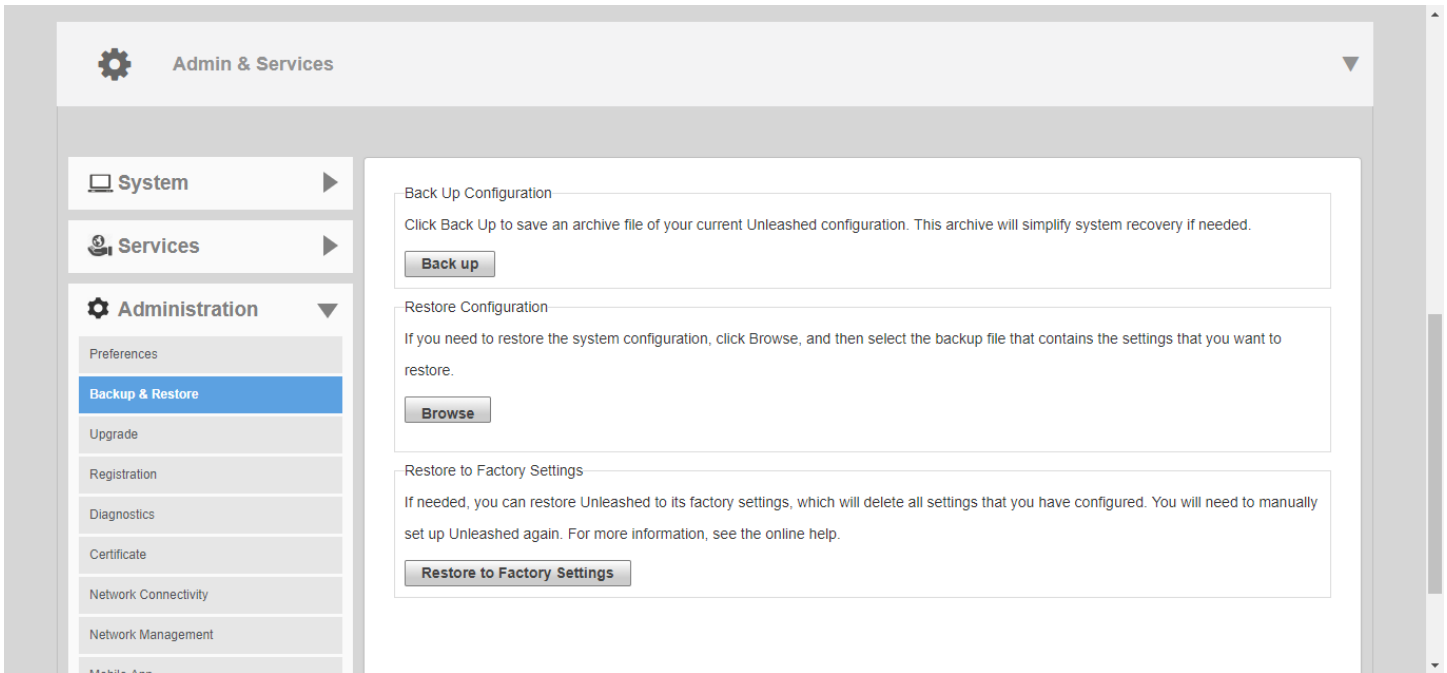 Admin & Services
System
Services
Administration
Preferences
Backup & Restore
Upgrade
Registration
Diagnostics
Certificate
Network Connectivity
Network Management
Mobile App
Back Up Configuration
Click Back Up to save an archive file of your current Unleashed configuration. This archive will simplify system recovery if needed.
Back up
Restore Configuration
If you need to restore the system configuration, click Browse, and then select the backup file that contains the settings that you want to
restore.
Browse
Restore to Factory Settings
If needed, you can restore Unleashed to its factory settings, which will delete all settings that you have configured. You will need to manually
set up Unleashed again. For more information, see the online help.
Restore to Factory Settings